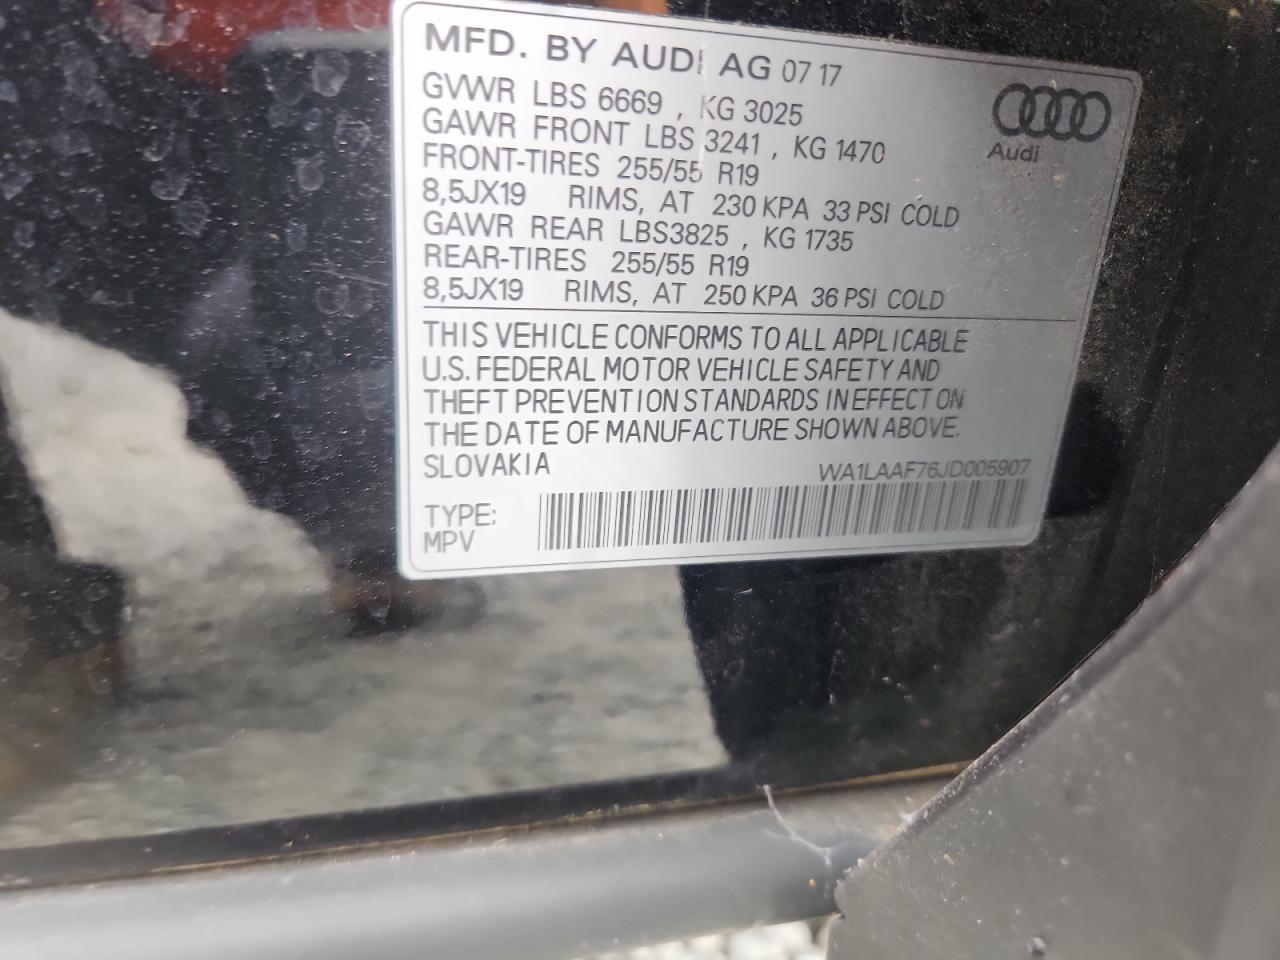 MFD. BY AUDI AG 07 17
GVWR LBS 6669 , KG 3025
GAWR FRONT LBS 3241 , KG 1470
FRONT-TIRES 255/55 R19
8,5JX19 RIMS, AT 230 KPA 33 PSI COLD
GAWR REAR LBS3825 , KG 1735
REAR-TIRES 255/55 R19
8,5JX19 RIMS, AT 250 KPA 36 PSI COLD
Audi
THIS VEHICLE CONFORMS TO ALL APPLICABLE
U.S. FEDERAL MOTOR VEHICLE SAFETY AND
THEFT PREVENTION STANDARDS IN EFFECT ON
THE DATE OF MANUFACTURE SHOWN ABOVE.
SLOVAKIA WA1LAAF76JD005907
TYPE:
MPV